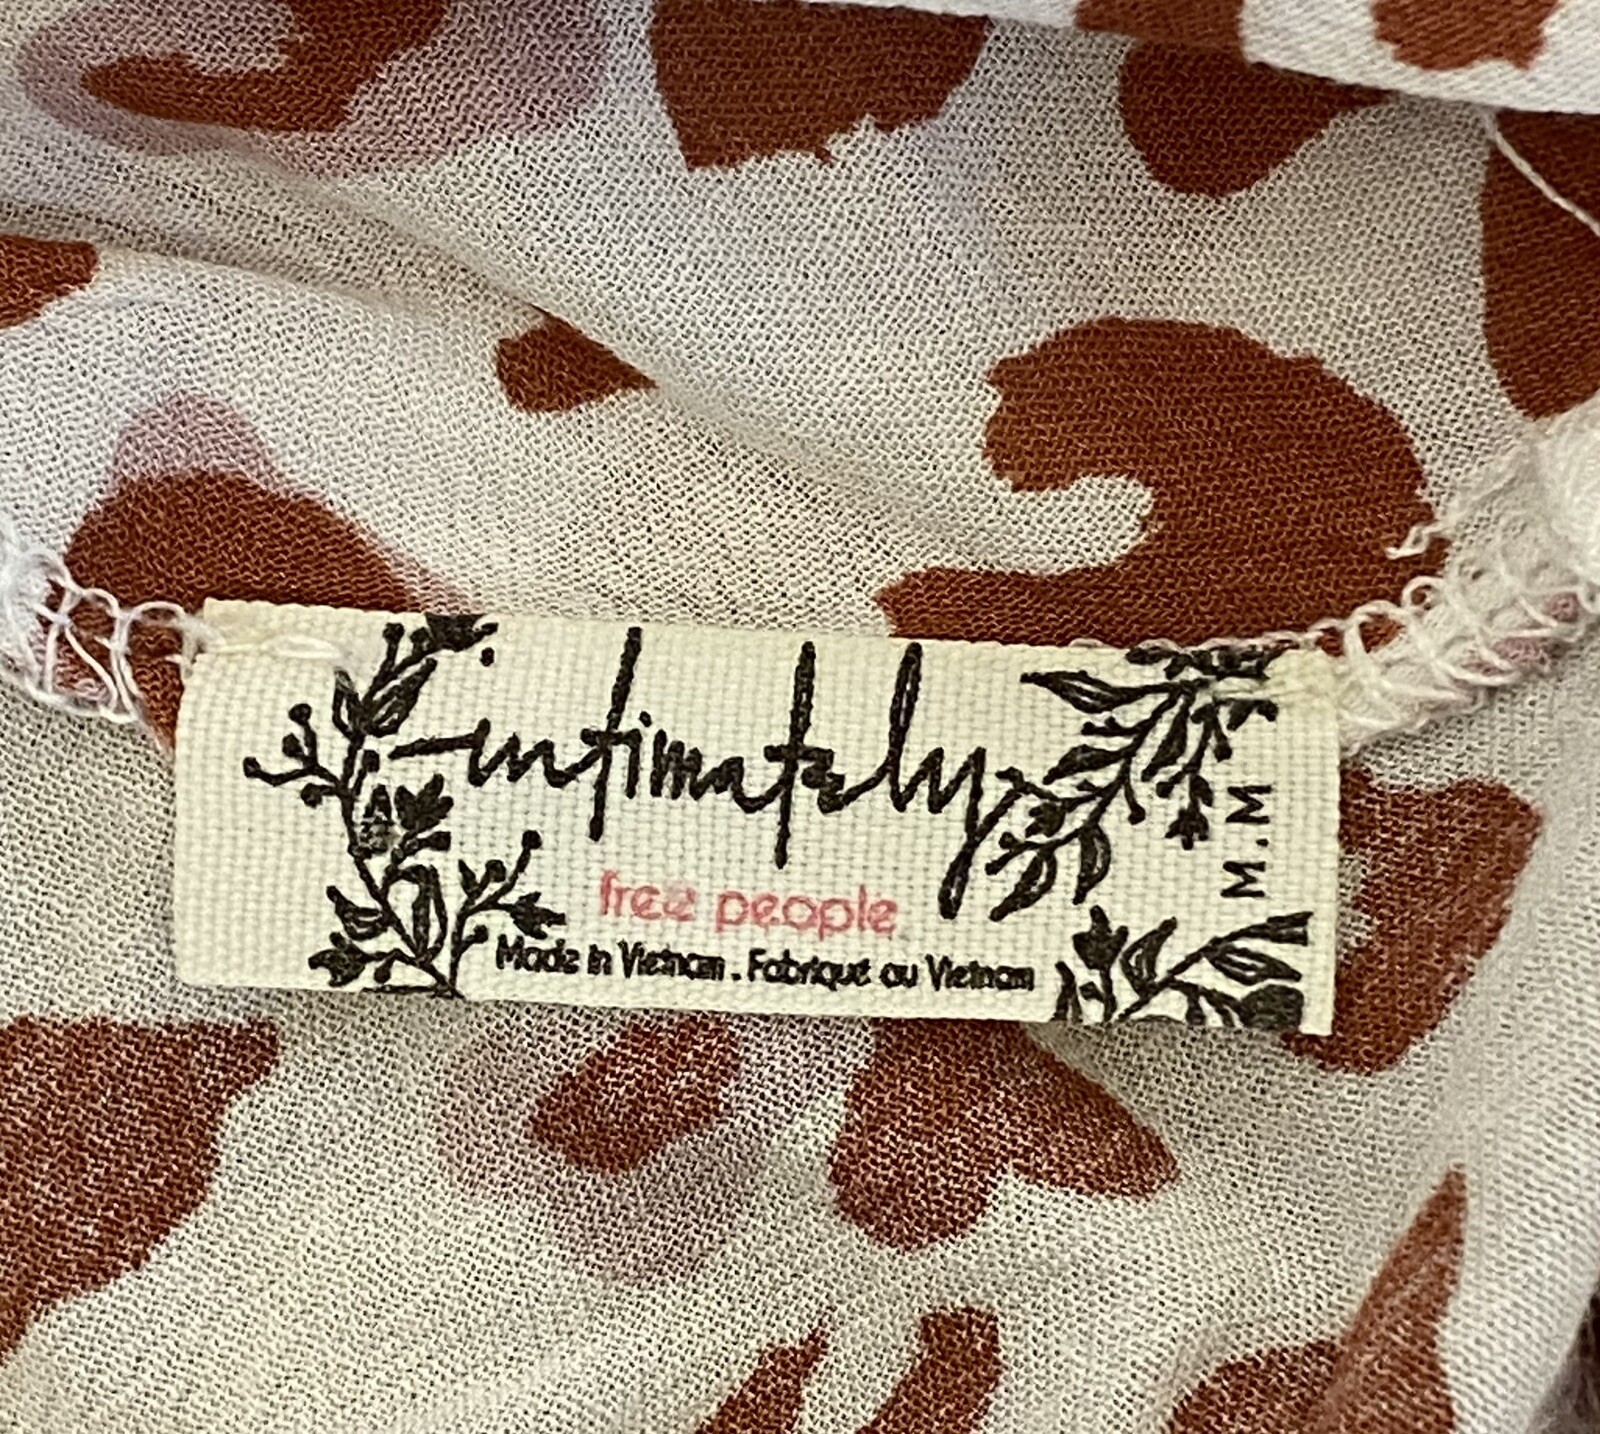 intimately
free people
Made in Vietnam . Fabriqué au Vietnam
M.M